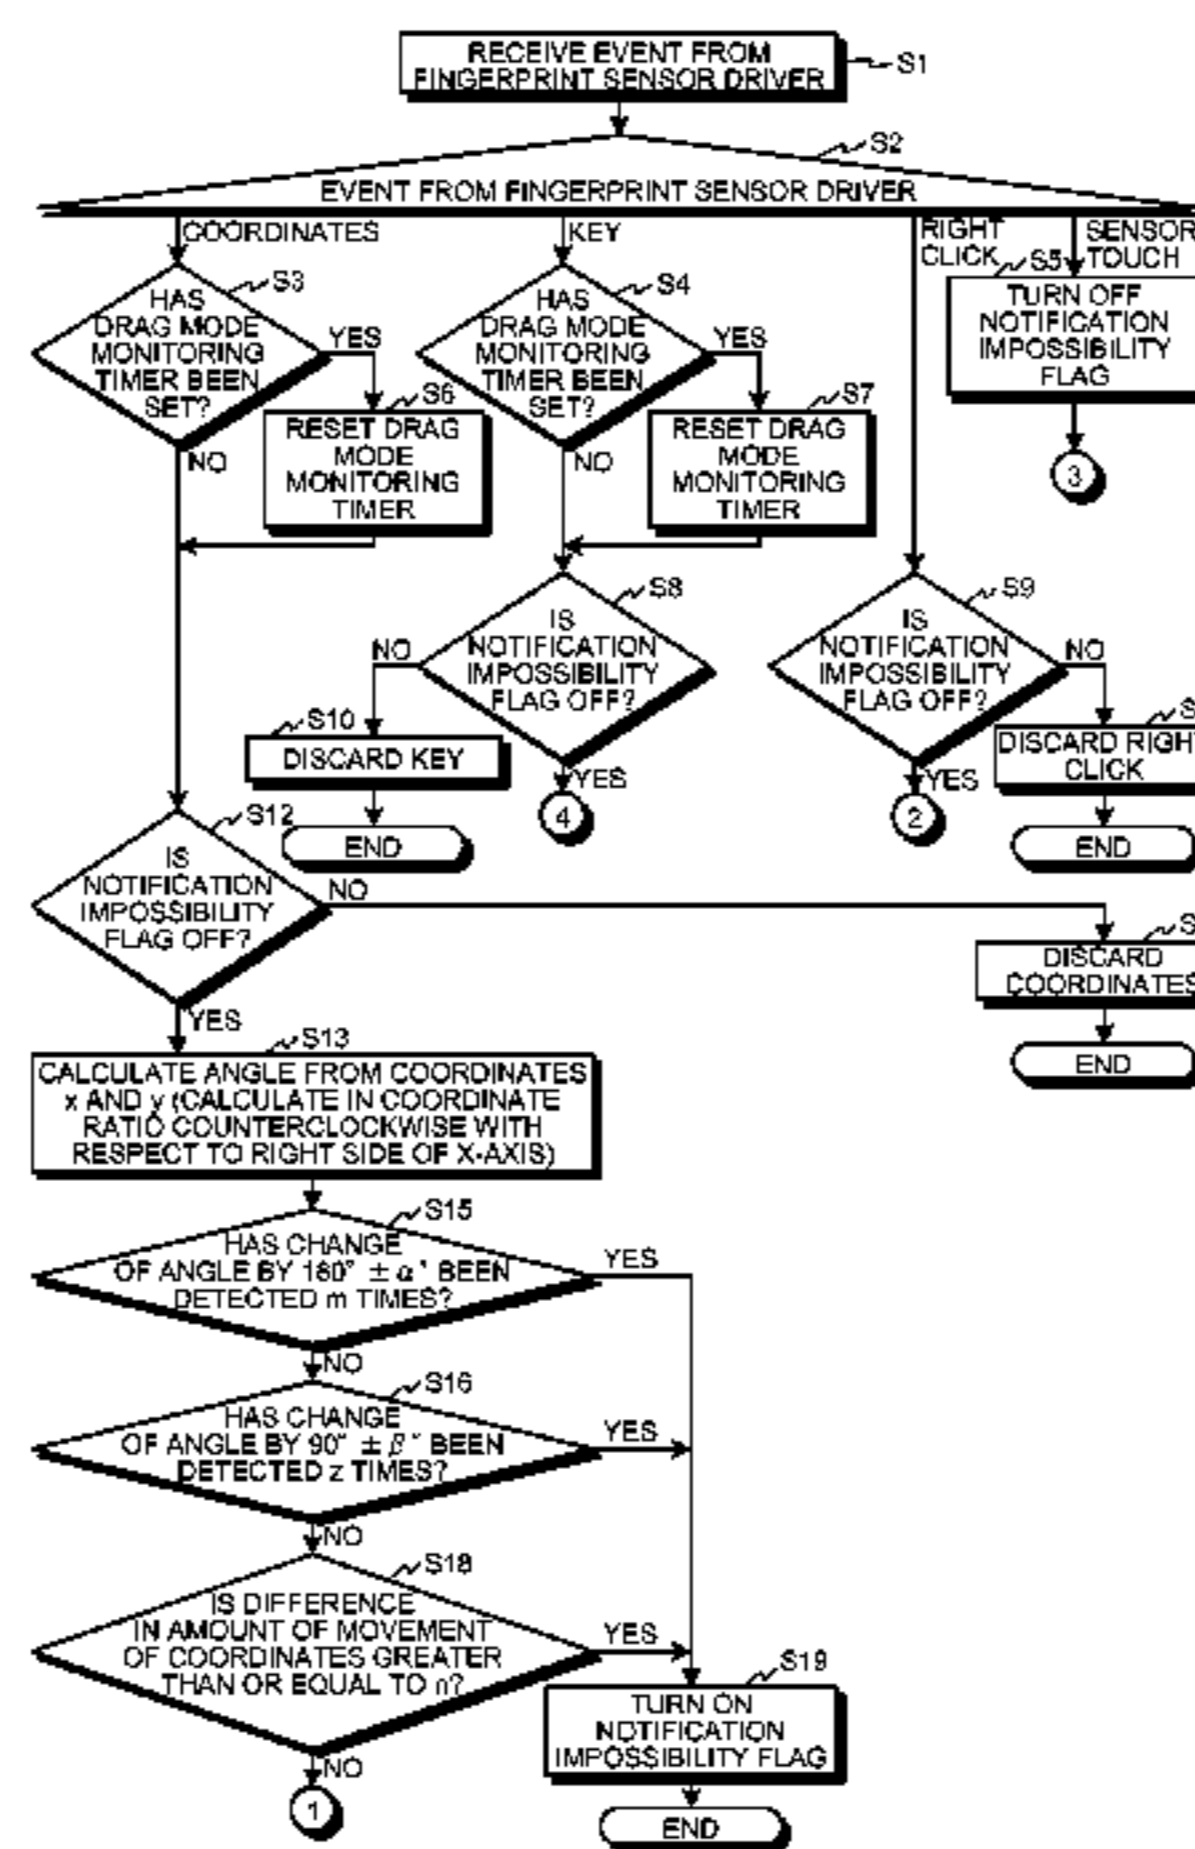 RECEIVE EVENT FROM
FINGERPRINT SENSOR DRIVER
S1
S2
EVENT FROM FINGERPRINT SENSOR DRIVER
COORDINATES
KEY
RIGHT
CLICK
SENSOR
TOUCH
S3
HAS
DRAG MODE
MONITORING
TIMER BEEN
SET?
YES
NO
S4
HAS
DRAG MODE
MONITORING
TIMER BEEN
SET?
YES
NO
S5
TURN OFF
NOTIFICATION
IMPOSSIBILITY
FLAG
3
S6
RESET DRAG
MODE
MONITORING
TIMER
S7
RESET DRAG
MODE
MONITORING
TIMER
S8
IS
NOTIFICATION
IMPOSSIBILITY
FLAG OFF?
NO
YES
4
S9
IS
NOTIFICATION
IMPOSSIBILITY
FLAG OFF?
NO
YES
2
S10
DISCARD KEY
END
S
DISCARD RIGHT
CLICK
END
S12
IS
NOTIFICATION
IMPOSSIBILITY
FLAG OFF?
NO
YES
S
DISCARD
COORDINATES
END
S13
CALCULATE ANGLE FROM COORDINATES
x AND y (CALCULATE IN COORDINATE
RATIO COUNTERCLOCKWISE WITH
RESPECT TO RIGHT SIDE OF X-AXIS)
S15
HAS CHANGE
OF ANGLE BY 180° ± α° BEEN
DETECTED m TIMES?
YES
NO
S16
HAS CHANGE
OF ANGLE BY 90° ± β° BEEN
DETECTED z TIMES?
YES
NO
S18
IS DIFFERENCE
IN AMOUNT OF MOVEMENT
OF COORDINATES GREATER
THAN OR EQUAL TO n?
YES
NO
1
S19
TURN ON
NOTIFICATION
IMPOSSIBILITY FLAG
END